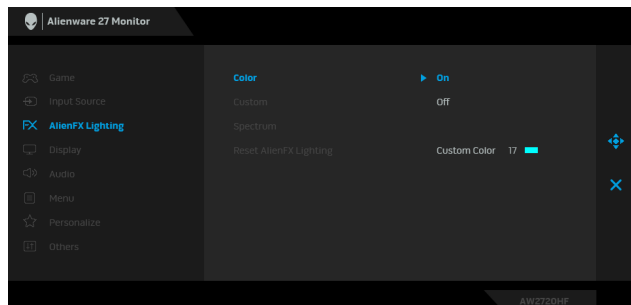 Alienware 27 Monitor
Game
Input Source
FX AlienFX Lighting
Display
Audio
Menu
Personalize
Others
Color
On
Custom
Off
Spectrum
Reset AlienFX Lighting
Custom Color 17
AW2720HF